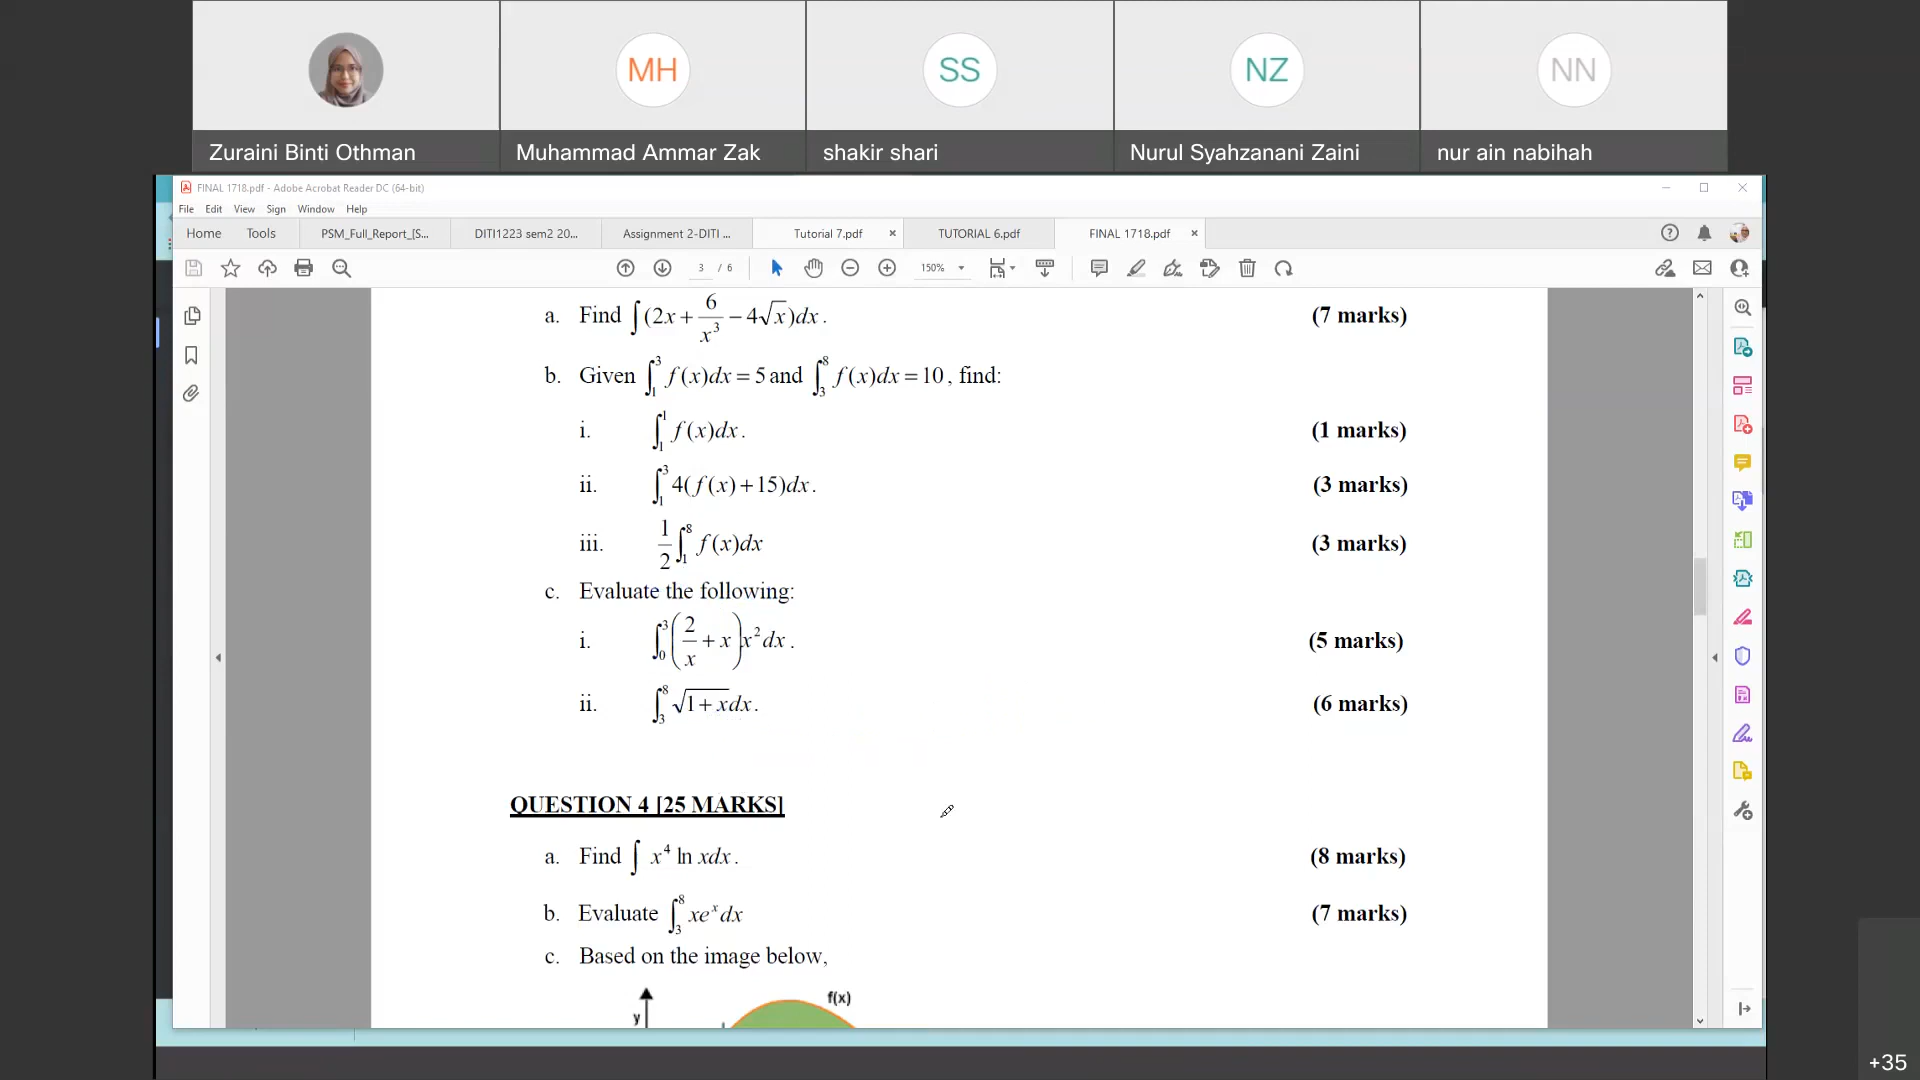 MH
SS
NZ
NN
Zuraini Binti Othman
Muhammad Ammar Zak
shakir shari
Nurul Syahzanani Zaini
nur ain nabihah
FINAL 1718.pdf - Adobe Acrobat Reader DC (64-bit)
File Edit View Sign Window Help
Home Tools PSM_Full_Report_(S... DITI1223 sem2 20... Assignment 2-DITI ... Tutorial 7.pdf × TUTORIAL 6.pdf FINAL 1718.pdf ×
3 / 6 150%
a. Find ∫(2x + 6/x³ − 4√x)dx. (7 marks)
b. Given ∫₁³ f(x)dx = 5 and ∫₃⁸ f(x)dx = 10, find:
i. ∫₁¹ f(x)dx. (1 marks)
ii. ∫₁³ 4(f(x)+15)dx. (3 marks)
iii. 1/2 ∫₁⁸ f(x)dx (3 marks)
c. Evaluate the following:
i. ∫₀³ (2/x + x)x² dx. (5 marks)
ii. ∫₃⁸ √(1+x)dx. (6 marks)
QUESTION 4 [25 MARKS]
a. Find ∫ x⁴ ln xdx. (8 marks)
b. Evaluate ∫₃⁸ xeˣ dx (7 marks)
c. Based on the image below,
f(x)
y
+35